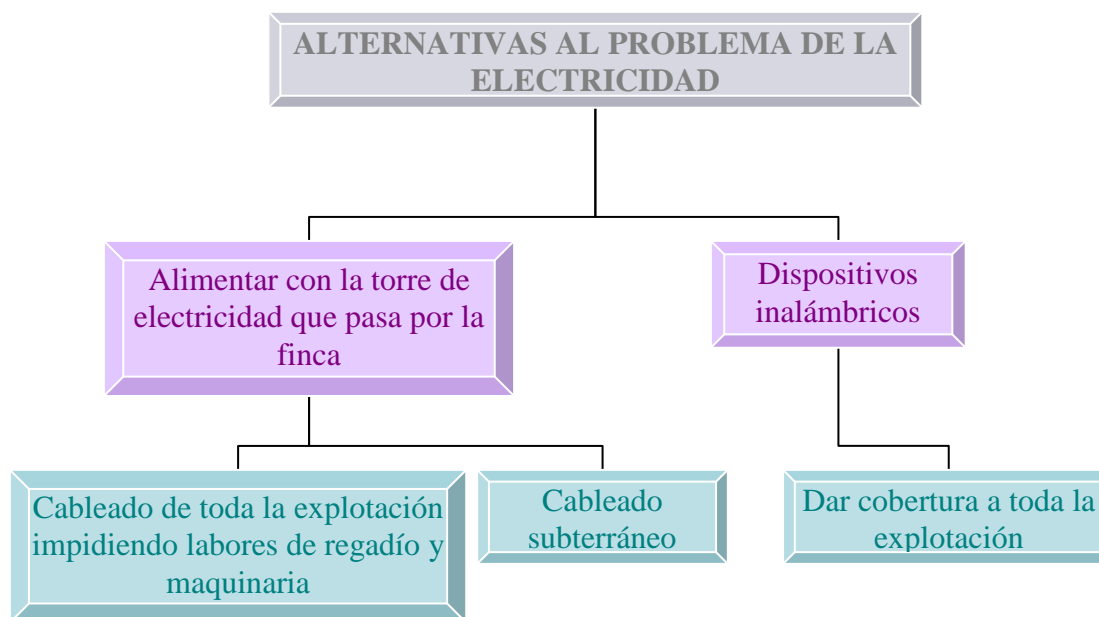 ALTERNATIVAS AL PROBLEMA DE LA
ELECTRICIDAD
Alimentar con la torre de
electricidad que pasa por la
finca
Dispositivos
inalámbricos
Cableado de toda la explotación
impidiendo labores de regadío y
maquinaria
Cableado
subterráneo
Dar cobertura a toda la
explotación